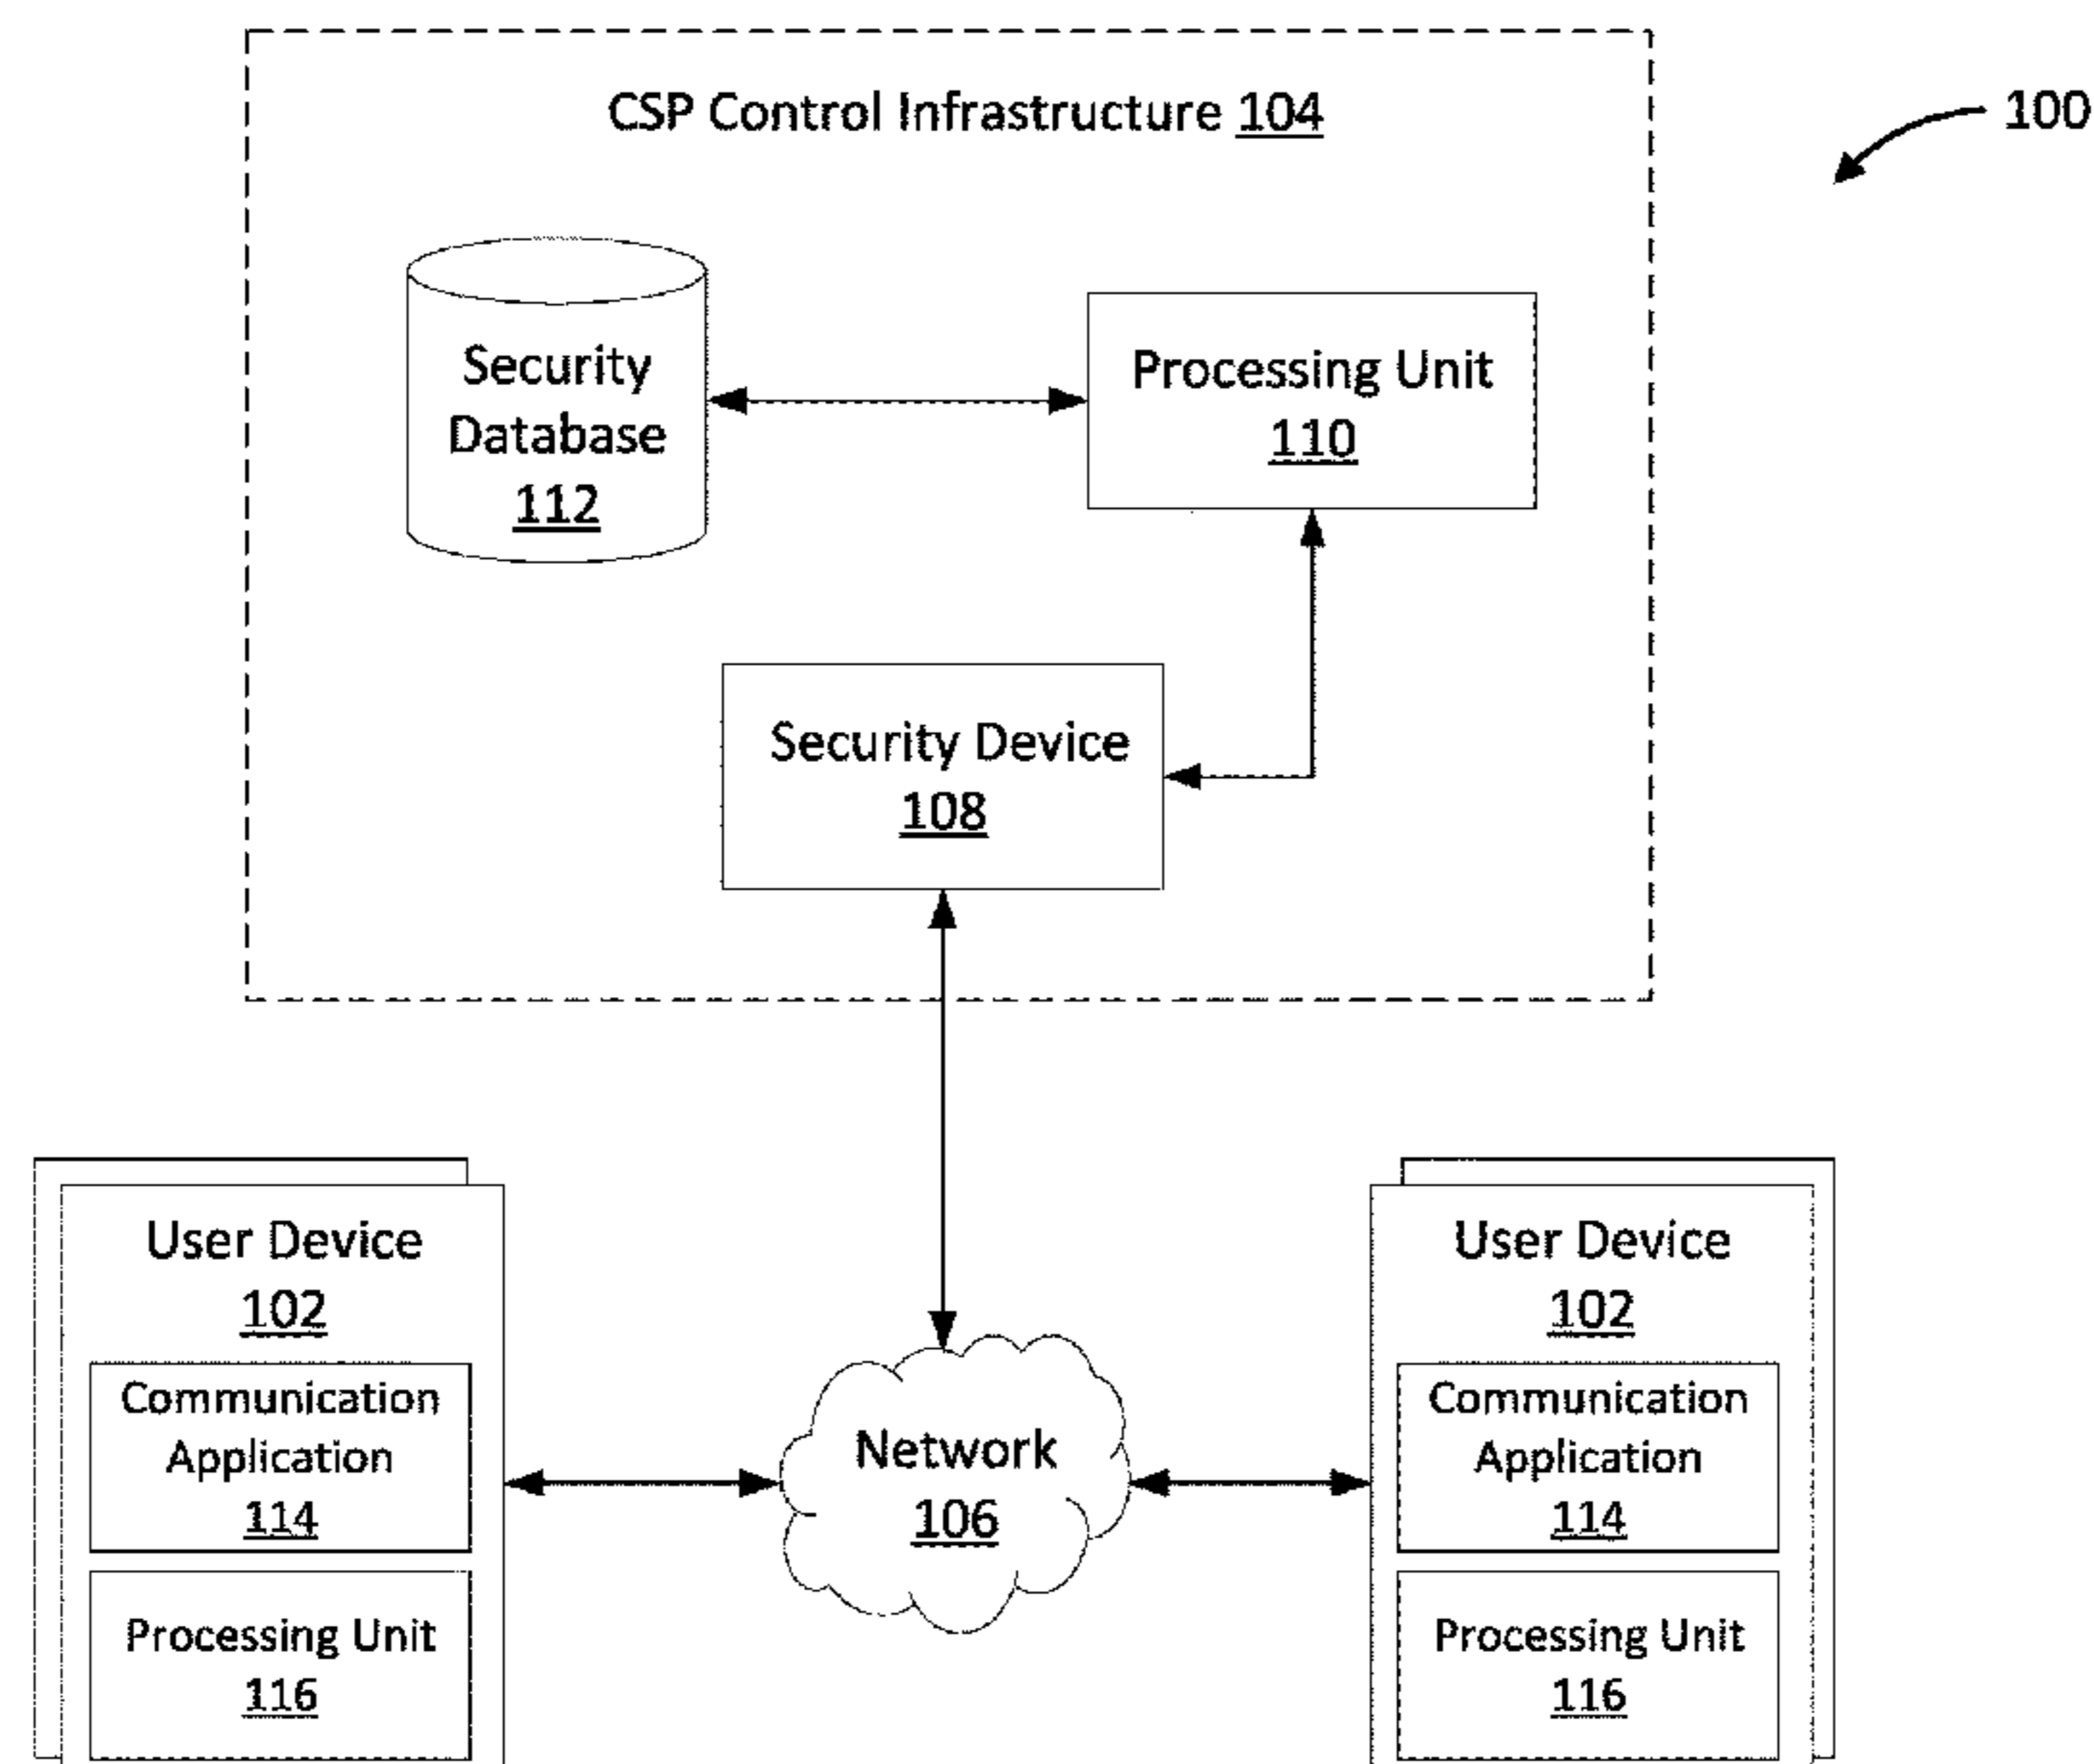 CSP Control Infrastructure 104
100
Security
Database
112
Processing Unit
110
Security Device
108
User Device
102
Communication
Application
114
Processing Unit
116
Network
106
User Device
102
Communication
Application
114
Processing Unit
116